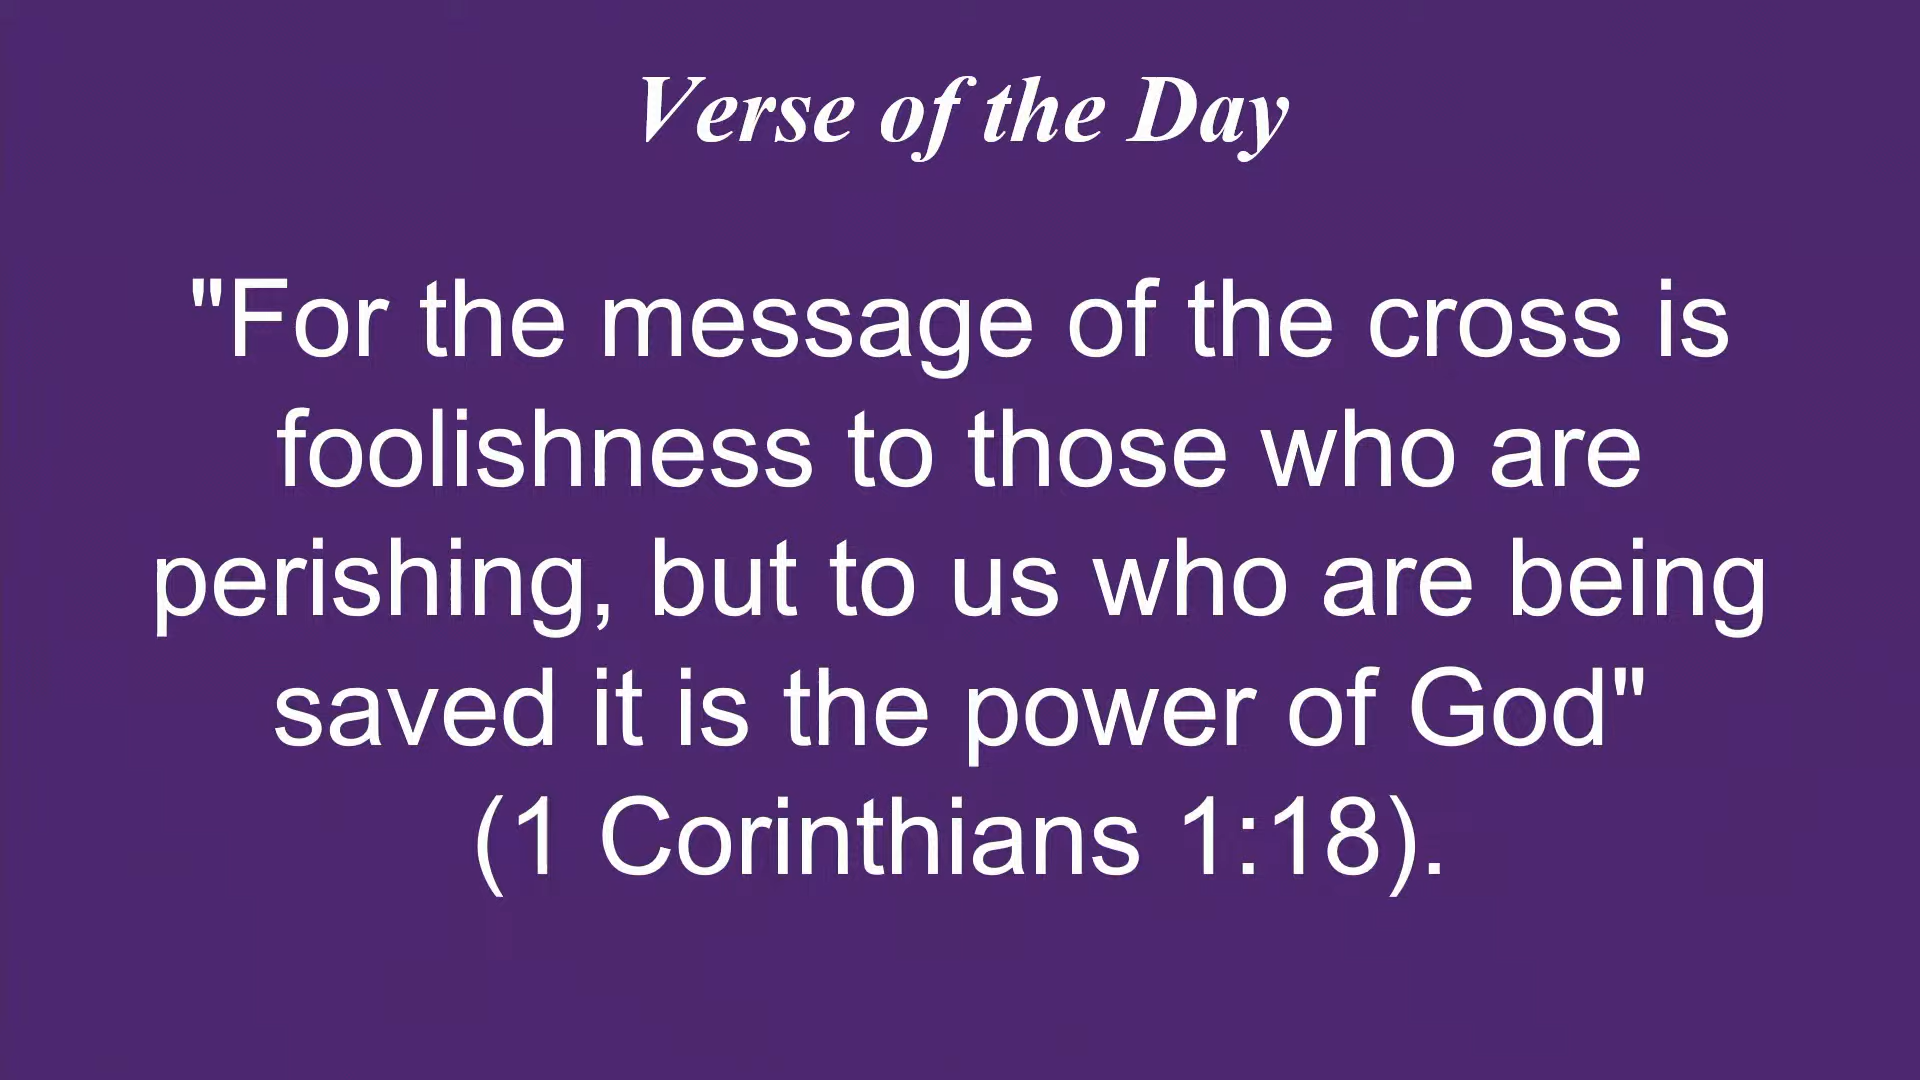 Verse of the Day
"For the message of the cross is
foolishness to those who are
perishing, but to us who are being
saved it is the power of God"
(1 Corinthians 1:18).